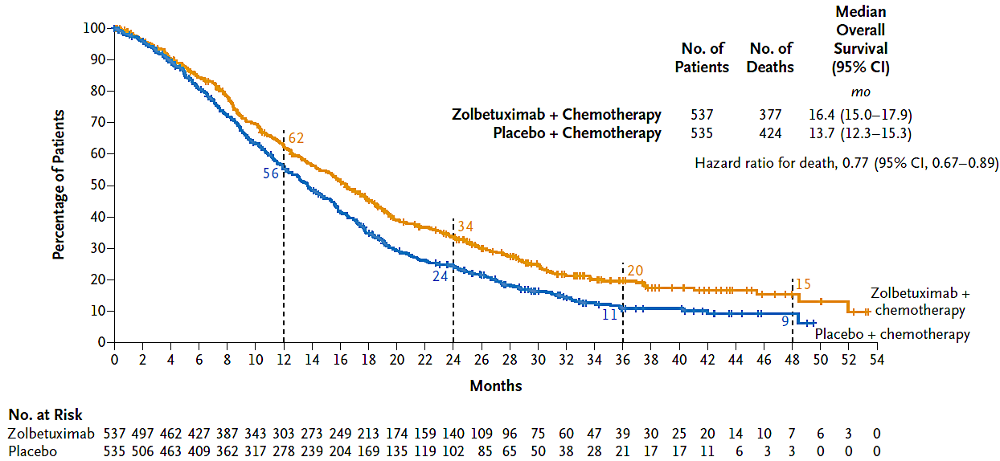 Median
Overall
Survival
(95% CI)
No. of
Patients
No. of
Deaths
mo
Zolbetuximab + Chemotherapy 537 377 16.4 (15.0–17.9)
Placebo + Chemotherapy 535 424 13.7 (12.3–15.3)
Hazard ratio for death, 0.77 (95% CI, 0.67–0.89)
Percentage of Patients
100
90
80
70
60
50
40
30
20
10
0
62
56
34
24
20
11
15
9
Zolbetuximab +
chemotherapy
Placebo + chemotherapy
0 2 4 6 8 10 12 14 16 18 20 22 24 26 28 30 32 34 36 38 40 42 44 46 48 50 52 54
Months
No. at Risk
Zolbetuximab 537 497 462 427 387 343 303 273 249 213 174 159 140 109 96 75 60 47 39 30 25 20 14 10 7 6 3 0
Placebo 535 506 463 409 362 317 278 239 204 169 135 119 102 85 65 50 38 28 21 17 17 11 6 3 3 0 0 0